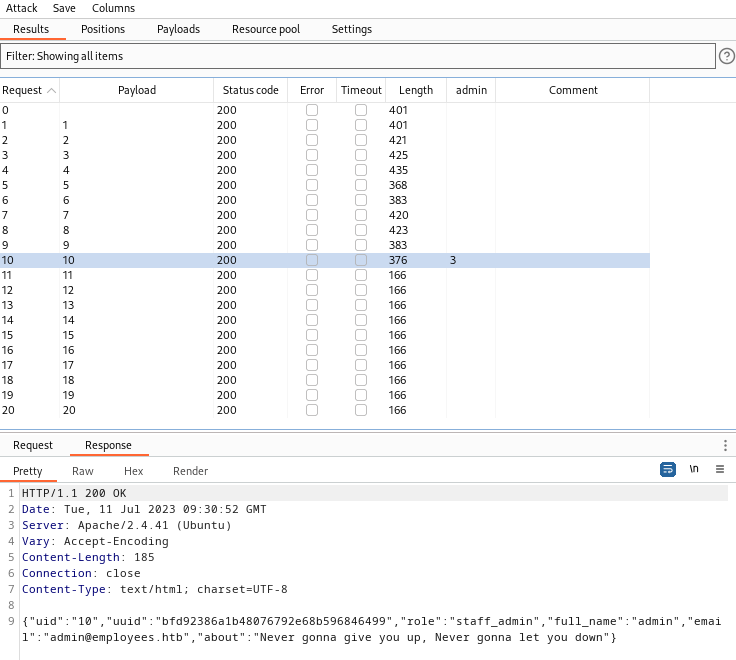 Attack Save Columns
Results Positions Payloads Resource pool Settings
Filter: Showing all items ?
Request Payload Status code Error Timeout Length admin Comment
0 200 401
1 1 200 401
2 2 200 421
3 3 200 425
4 4 200 435
5 5 200 368
6 6 200 383
7 7 200 420
8 8 200 423
9 9 200 383
10 10 200 376 3
11 11 200 166
12 12 200 166
13 13 200 166
14 14 200 166
15 15 200 166
16 16 200 166
17 17 200 166
18 18 200 166
19 19 200 166
20 20 200 166
Request Response
Pretty Raw Hex Render \n
1 HTTP/1.1 200 OK
2 Date: Tue, 11 Jul 2023 09:30:52 GMT
3 Server: Apache/2.4.41 (Ubuntu)
4 Vary: Accept-Encoding
5 Content-Length: 185
6 Connection: close
7 Content-Type: text/html; charset=UTF-8
8
9 {"uid":"10","uuid":"bfd92386a1b48076792e68b596846499","role":"staff_admin","full_name":"admin","emai
l":"admin@employees.htb","about":"Never gonna give you up, Never gonna let you down"}